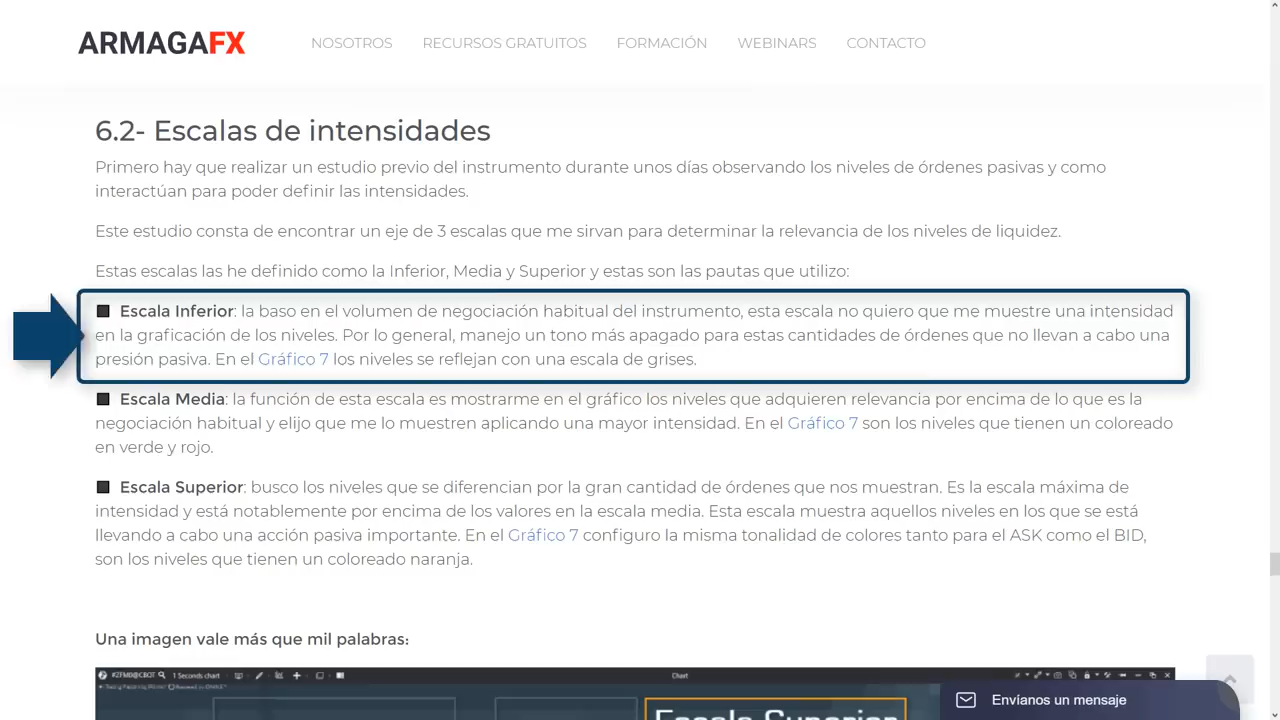 ARMAGAFX
NOSOTROS RECURSOS GRATUITOS FORMACIÓN WEBINARS CONTACTO
6.2- Escalas de intensidades
Primero hay que realizar un estudio previo del instrumento durante unos días observando los niveles de órdenes pasivas y como
interactúan para poder definir las intensidades.
Este estudio consta de encontrar un eje de 3 escalas que me sirvan para determinar la relevancia de los niveles de liquidez.
Estas escalas las he definido como la Inferior, Media y Superior y estas son las pautas que utilizo:
Escala Inferior: la baso en el volumen de negociación habitual del instrumento, esta escala no quiero que me muestre una intensidad
en la graficación de los niveles. Por lo general, manejo un tono más apagado para estas cantidades de órdenes que no llevan a cabo una
presión pasiva. En el Gráfico 7 los niveles se reflejan con una escala de grises.
Escala Media: la función de esta escala es mostrarme en el gráfico los niveles que adquieren relevancia por encima de lo que es la
negociación habitual y elijo que me lo muestren aplicando una mayor intensidad. En el Gráfico 7 son los niveles que tienen un coloreado
en verde y rojo.
Escala Superior: busco los niveles que se diferencian por la gran cantidad de órdenes que nos muestran. Es la escala máxima de
intensidad y está notablemente por encima de los valores en la escala media. Esta escala muestra aquellos niveles en los que se está
llevando a cabo una acción pasiva importante. En el Gráfico 7 configuro la misma tonalidad de colores tanto para el ASK como el BID,
son los niveles que tienen un coloreado naranja.
Una imagen vale más que mil palabras:
1 Seconds chart Chart
Escala Superior
Envíanos un mensaje